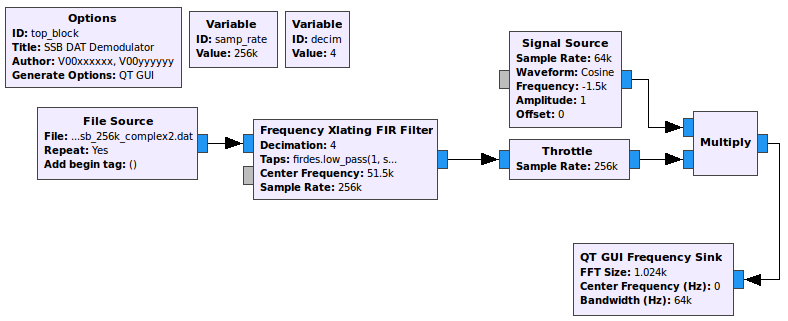 Options
ID: top_block
Title: SSB DAT Demodulator
Author: V00xxxxxx, V00yyyyyy
Generate Options: QT GUI
Variable
ID: samp_rate
Value: 256k
Variable
ID: decim
Value: 4
Signal Source
Sample Rate: 64k
Waveform: Cosine
Frequency: -1.5k
Amplitude: 1
Offset: 0
File Source
File: ...sb_256k_complex2.dat
Repeat: Yes
Add begin tag: ()
Frequency Xlating FIR Filter
Decimation: 4
Taps: firdes.low_pass(1, s...
Center Frequency: 51.5k
Sample Rate: 256k
Throttle
Sample Rate: 256k
Multiply
QT GUI Frequency Sink
FFT Size: 1.024k
Center Frequency (Hz): 0
Bandwidth (Hz): 64k